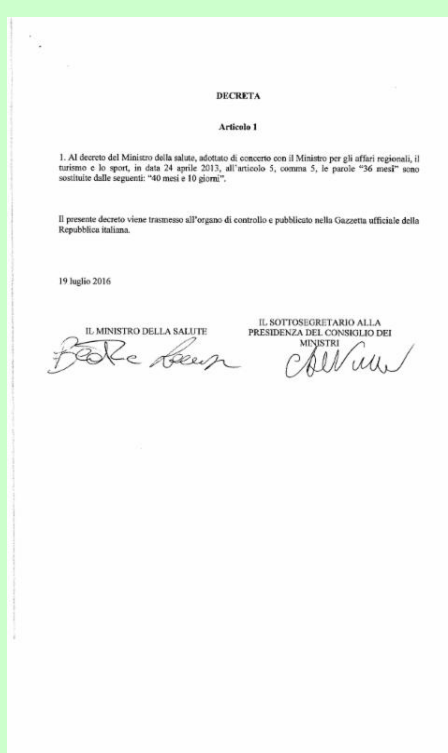 DECRETA
Articolo 1
1. Al decreto del Ministro della salute, adottato di concerto con il Ministro per gli affari regionali, il
turismo e lo sport, in data 24 aprile 2013, all'articolo 5, comma 5, le parole "36 mesi" sono
sostituite dalle seguenti: "40 mesi e 10 giorni".
Il presente decreto viene trasmesso all'organo di controllo e pubblicato nella Gazzetta ufficiale della
Repubblica italiana.
19 luglio 2016
IL MINISTRO DELLA SALUTE
IL SOTTOSEGRETARIO ALLA
PRESIDENZA DEL CONSIGLIO DEI
MINISTRI